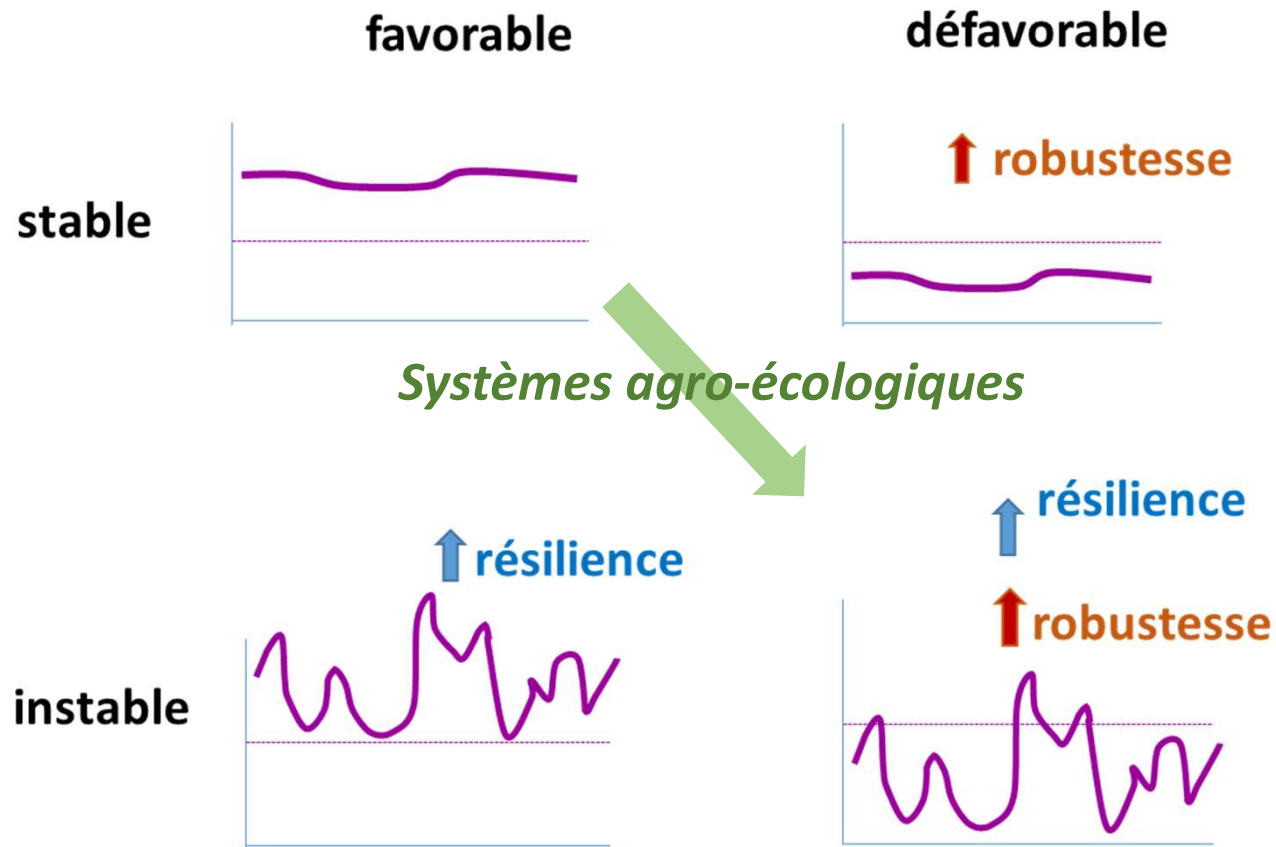 favorable
défavorable
robustesse
stable
Systèmes agro-écologiques
résilience
résilience
robustesse
instable